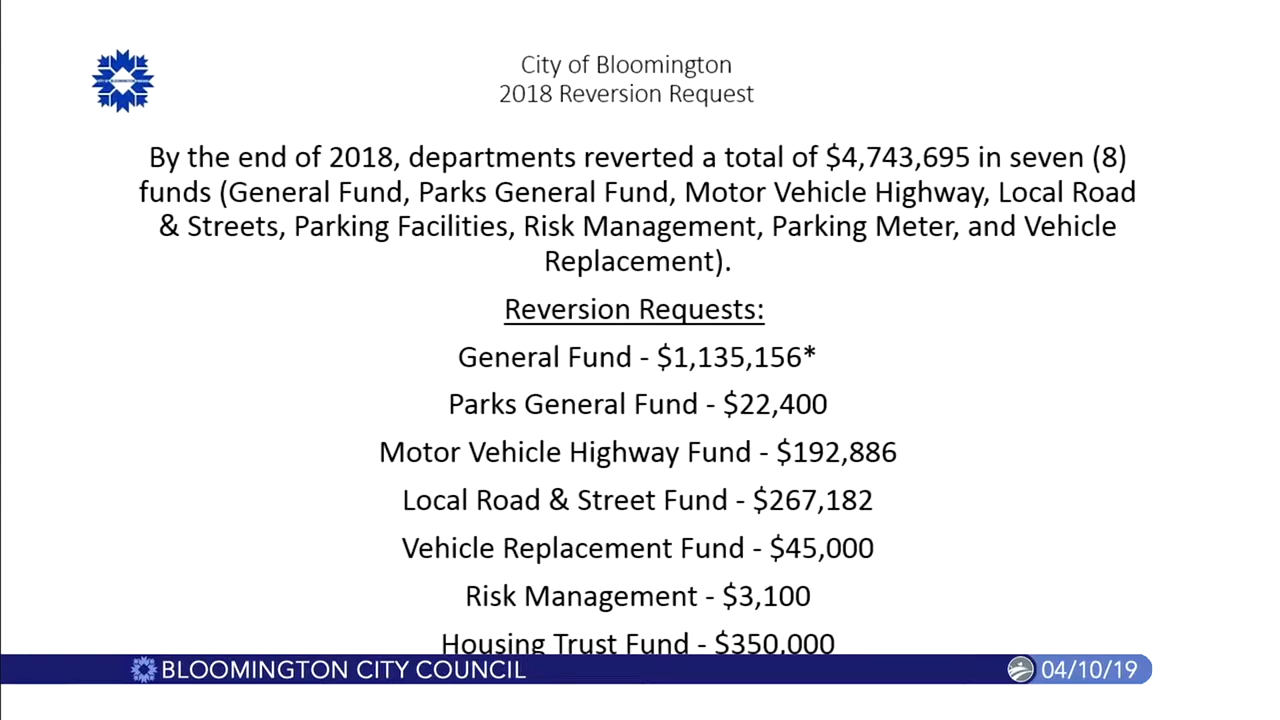 City of Bloomington
2018 Reversion Request
By the end of 2018, departments reverted a total of $4,743,695 in seven (8)
funds (General Fund, Parks General Fund, Motor Vehicle Highway, Local Road
& Streets, Parking Facilities, Risk Management, Parking Meter, and Vehicle
Replacement).
Reversion Requests:
General Fund - $1,135,156*
Parks General Fund - $22,400
Motor Vehicle Highway Fund - $192,886
Local Road & Street Fund - $267,182
Vehicle Replacement Fund - $45,000
Risk Management - $3,100
Housing Trust Fund - $350,000
BLOOMINGTON CITY COUNCIL
04/10/19